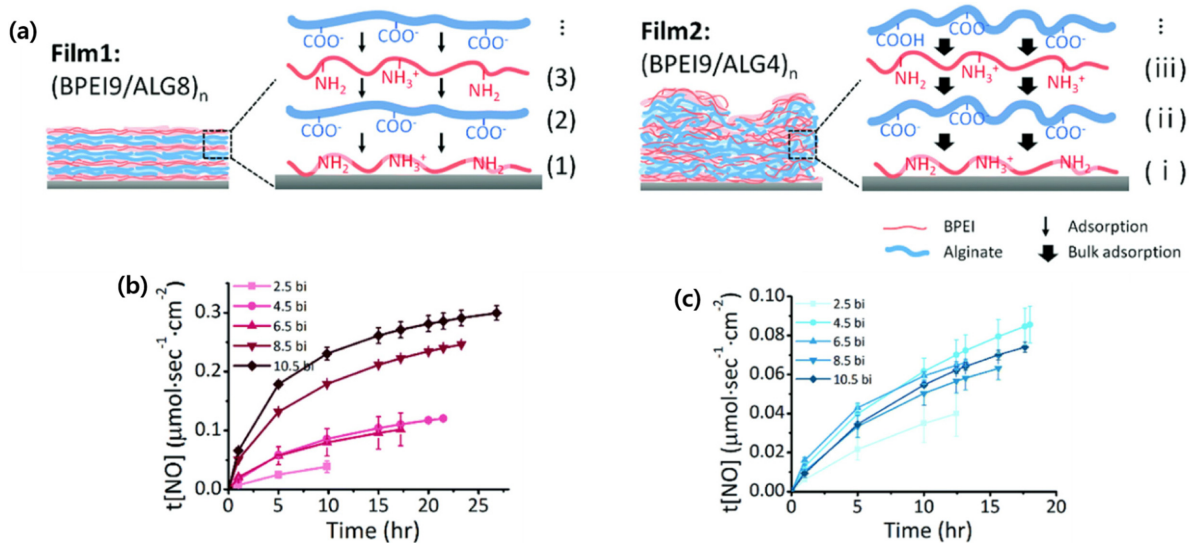 (a)
Film1:
(BPEI9/ALG8)n
COO- COO- COO-
NH2 NH3+ NH2
COO- COO- COO-
NH2 NH3+ NH2
⋮
(3)
(2)
(1)
Film2:
(BPEI9/ALG4)n
COOH COO- COO-
NH2 NH3+ NH3+
COO- COO- COO-
NH2 NH3+ NH2
⋮
(iii)
(ii)
(i)
BPEI
Alginate
Adsorption
Bulk adsorption
(b)
t[NO] (μmol·sec-1·cm-2)
0.3
0.2
0.1
0.0
2.5 bi
4.5 bi
6.5 bi
8.5 bi
10.5 bi
0 5 10 15 20 25
Time (hr)
(c)
t[NO] (μmol·sec-1·cm-2)
0.10
0.08
0.06
0.04
0.02
0.00
2.5 bi
4.5 bi
6.5 bi
8.5 bi
10.5 bi
0 5 10 15 20
Time (hr)